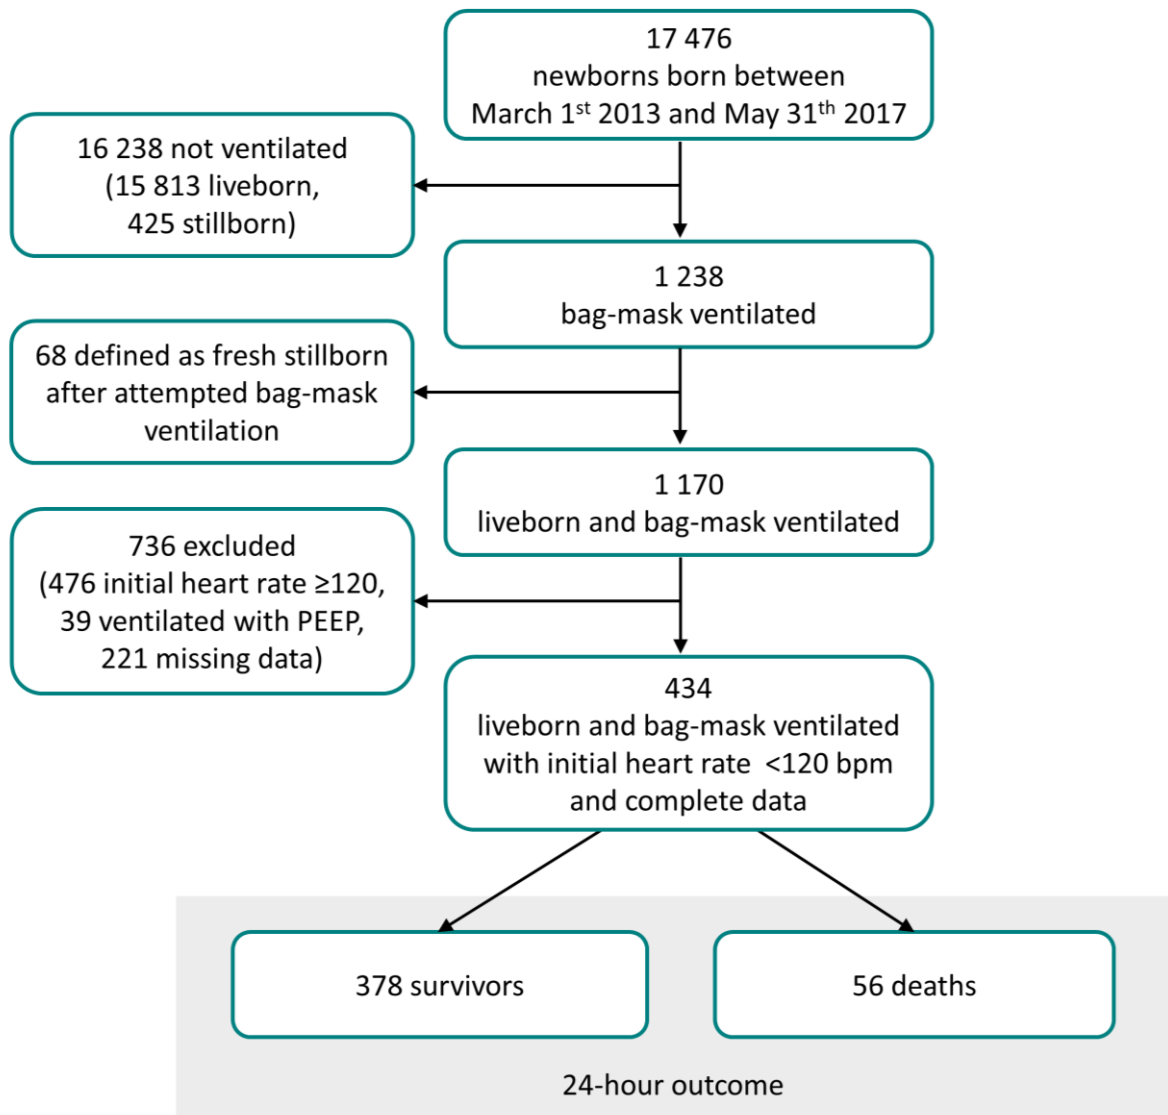 17 476
newborns born between
March 1st 2013 and May 31th 2017
16 238 not ventilated
(15 813 liveborn,
425 stillborn)
1 238
bag-mask ventilated
68 defined as fresh stillborn
after attempted bag-mask
ventilation
1 170
liveborn and bag-mask ventilated
736 excluded
(476 initial heart rate ≥120,
39 ventilated with PEEP,
221 missing data)
434
liveborn and bag-mask ventilated
with initial heart rate <120 bpm
and complete data
378 survivors
56 deaths
24-hour outcome